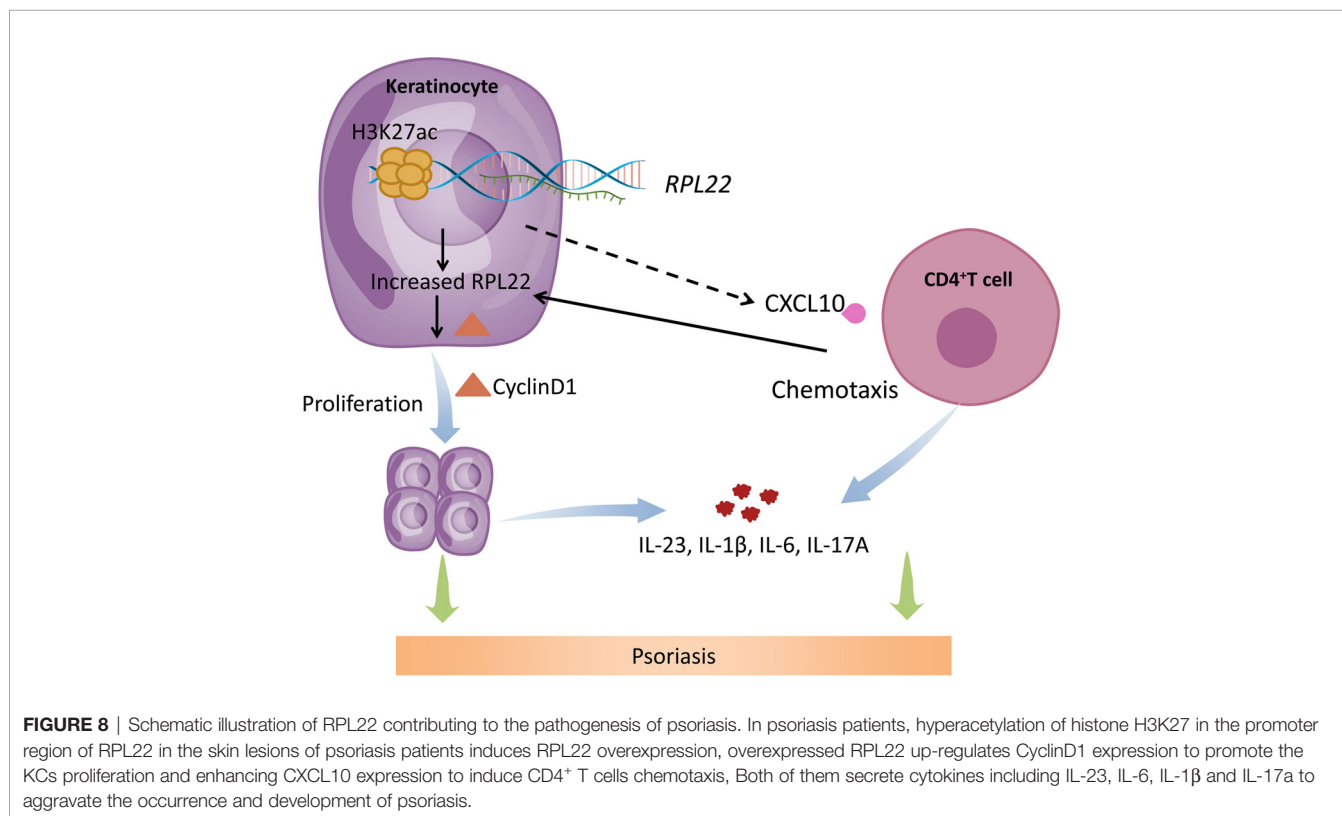 Keratinocyte
H3K27ac
RPL22
Increased RPL22
CXCL10
CD4⁺T cell
Chemotaxis
CyclinD1
Proliferation
IL-23, IL-1β, IL-6, IL-17A
Psoriasis
FIGURE 8 | Schematic illustration of RPL22 contributing to the pathogenesis of psoriasis. In psoriasis patients, hyperacetylation of histone H3K27 in the promoter
region of RPL22 in the skin lesions of psoriasis patients induces RPL22 overexpression, overexpressed RPL22 up-regulates CyclinD1 expression to promote the
KCs proliferation and enhancing CXCL10 expression to induce CD4⁺ T cells chemotaxis, Both of them secrete cytokines including IL-23, IL-6, IL-1β and IL-17a to
aggravate the occurrence and development of psoriasis.